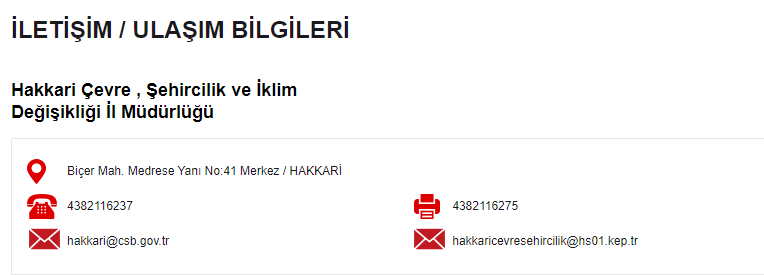 İLETİŞİM / ULAŞIM BİLGİLERİ
Hakkari Çevre , Şehircilik ve İklim
Değişikliği İl Müdürlüğü
Biçer Mah. Medrese Yanı No:41 Merkez / HAKKARİ
4382116237
4382116275
hakkari@csb.gov.tr
hakkaricevresehircilik@hs01.kep.tr